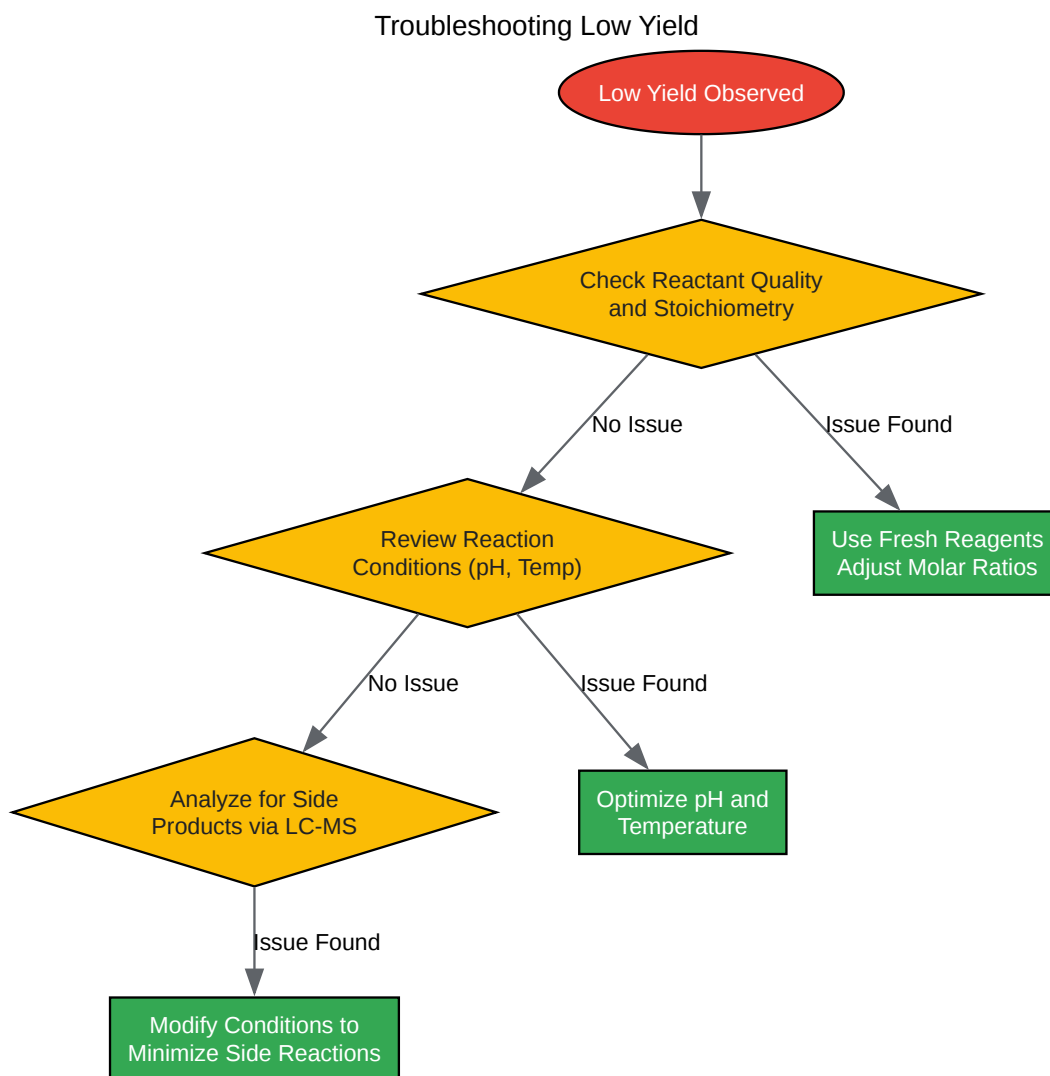 Troubleshooting Low Yield
Low Yield Observed
Check Reactant Quality
and Stoichiometry
No Issue
Issue Found
Review Reaction
Conditions (pH, Temp)
Use Fresh Reagents
Adjust Molar Ratios
No Issue
Issue Found
Analyze for Side
Products via LC-MS
Optimize pH and
Temperature
Issue Found
Modify Conditions to
Minimize Side Reactions